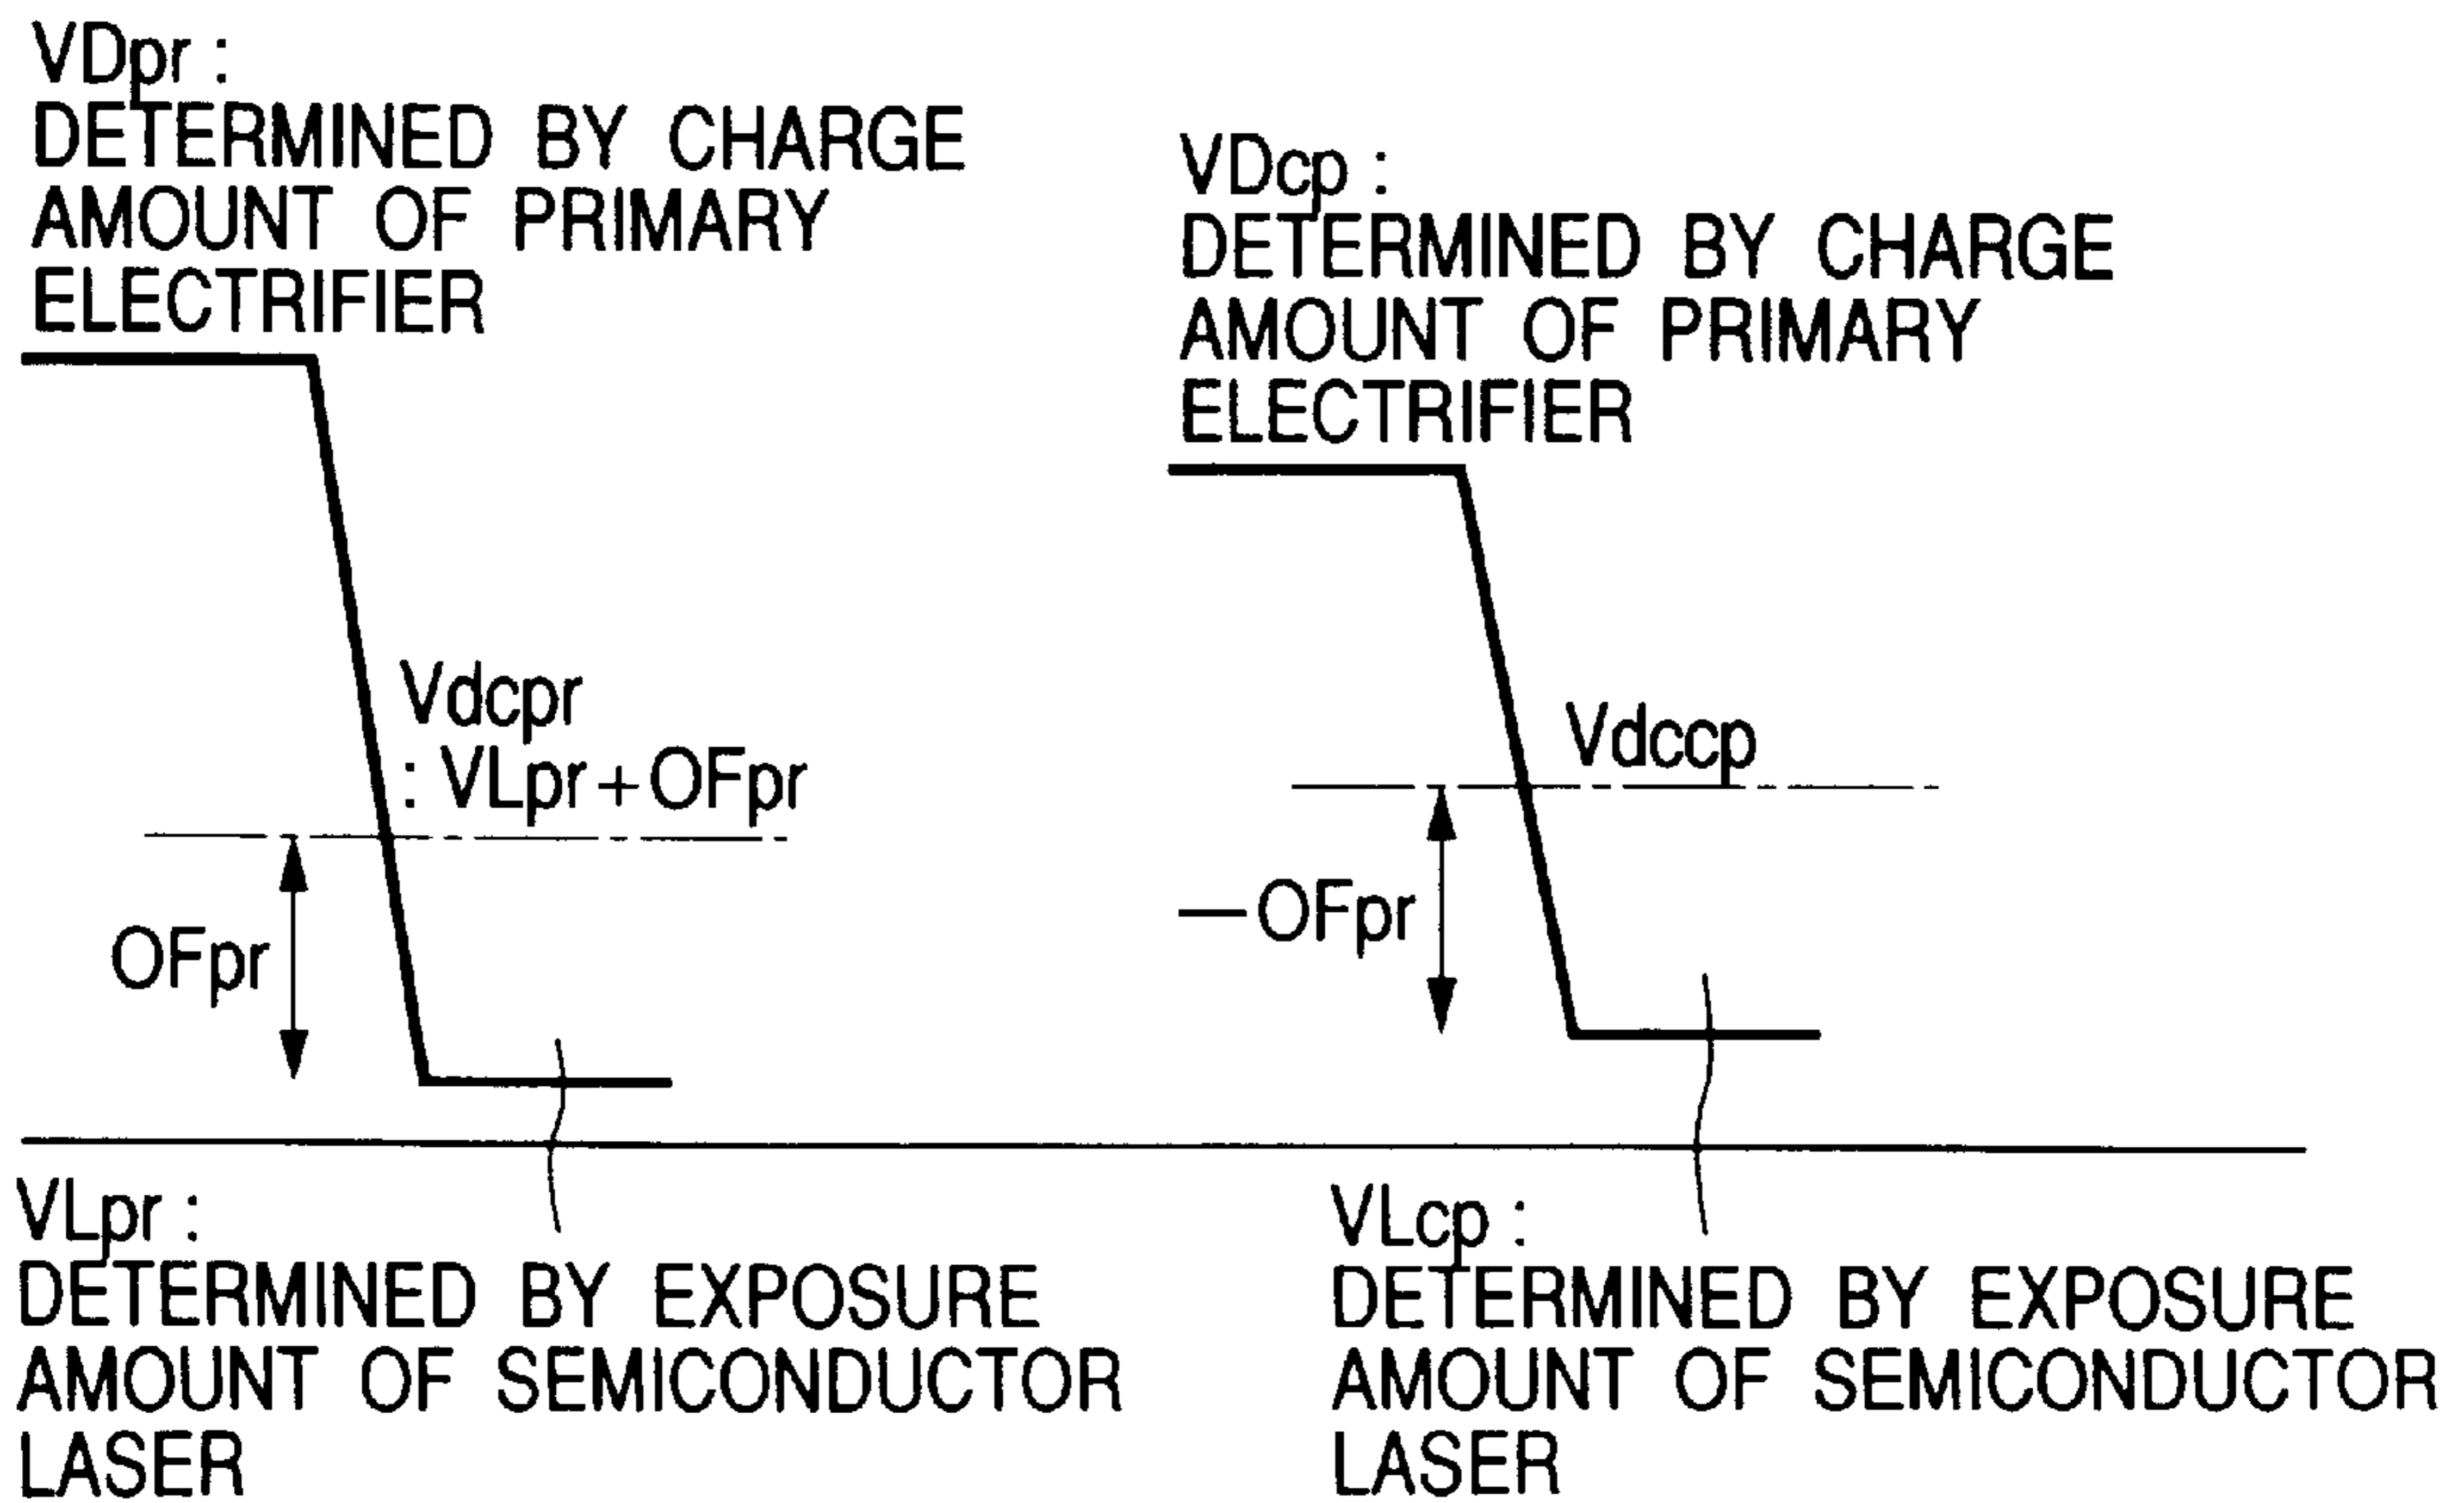 VDpr :
DETERMINED BY CHARGE
AMOUNT OF PRIMARY
ELECTRIFIER
VDcp :
DETERMINED BY CHARGE
AMOUNT OF PRIMARY
ELECTRIFIER
Vdcpr
: VLpr+OFpr
OFpr
Vdccp
—OFpr
VLpr :
DETERMINED BY EXPOSURE
AMOUNT OF SEMICONDUCTOR
LASER
VLcp :
DETERMINED BY EXPOSURE
AMOUNT OF SEMICONDUCTOR
LASER